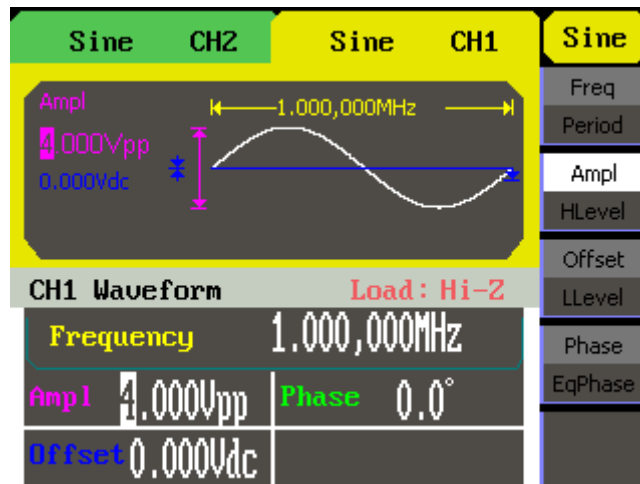 Sine CH2 Sine CH1 Sine
Ampl
4.000Vpp
0.000Vdc
1.000,000MHz
CH1 Waveform Load: Hi-Z
Frequency 1.000,000MHz
Ampl 4.000Vpp Phase 0.0°
Offset 0.000Vdc
Freq
Period
Ampl
HLevel
Offset
LLevel
Phase
EqPhase